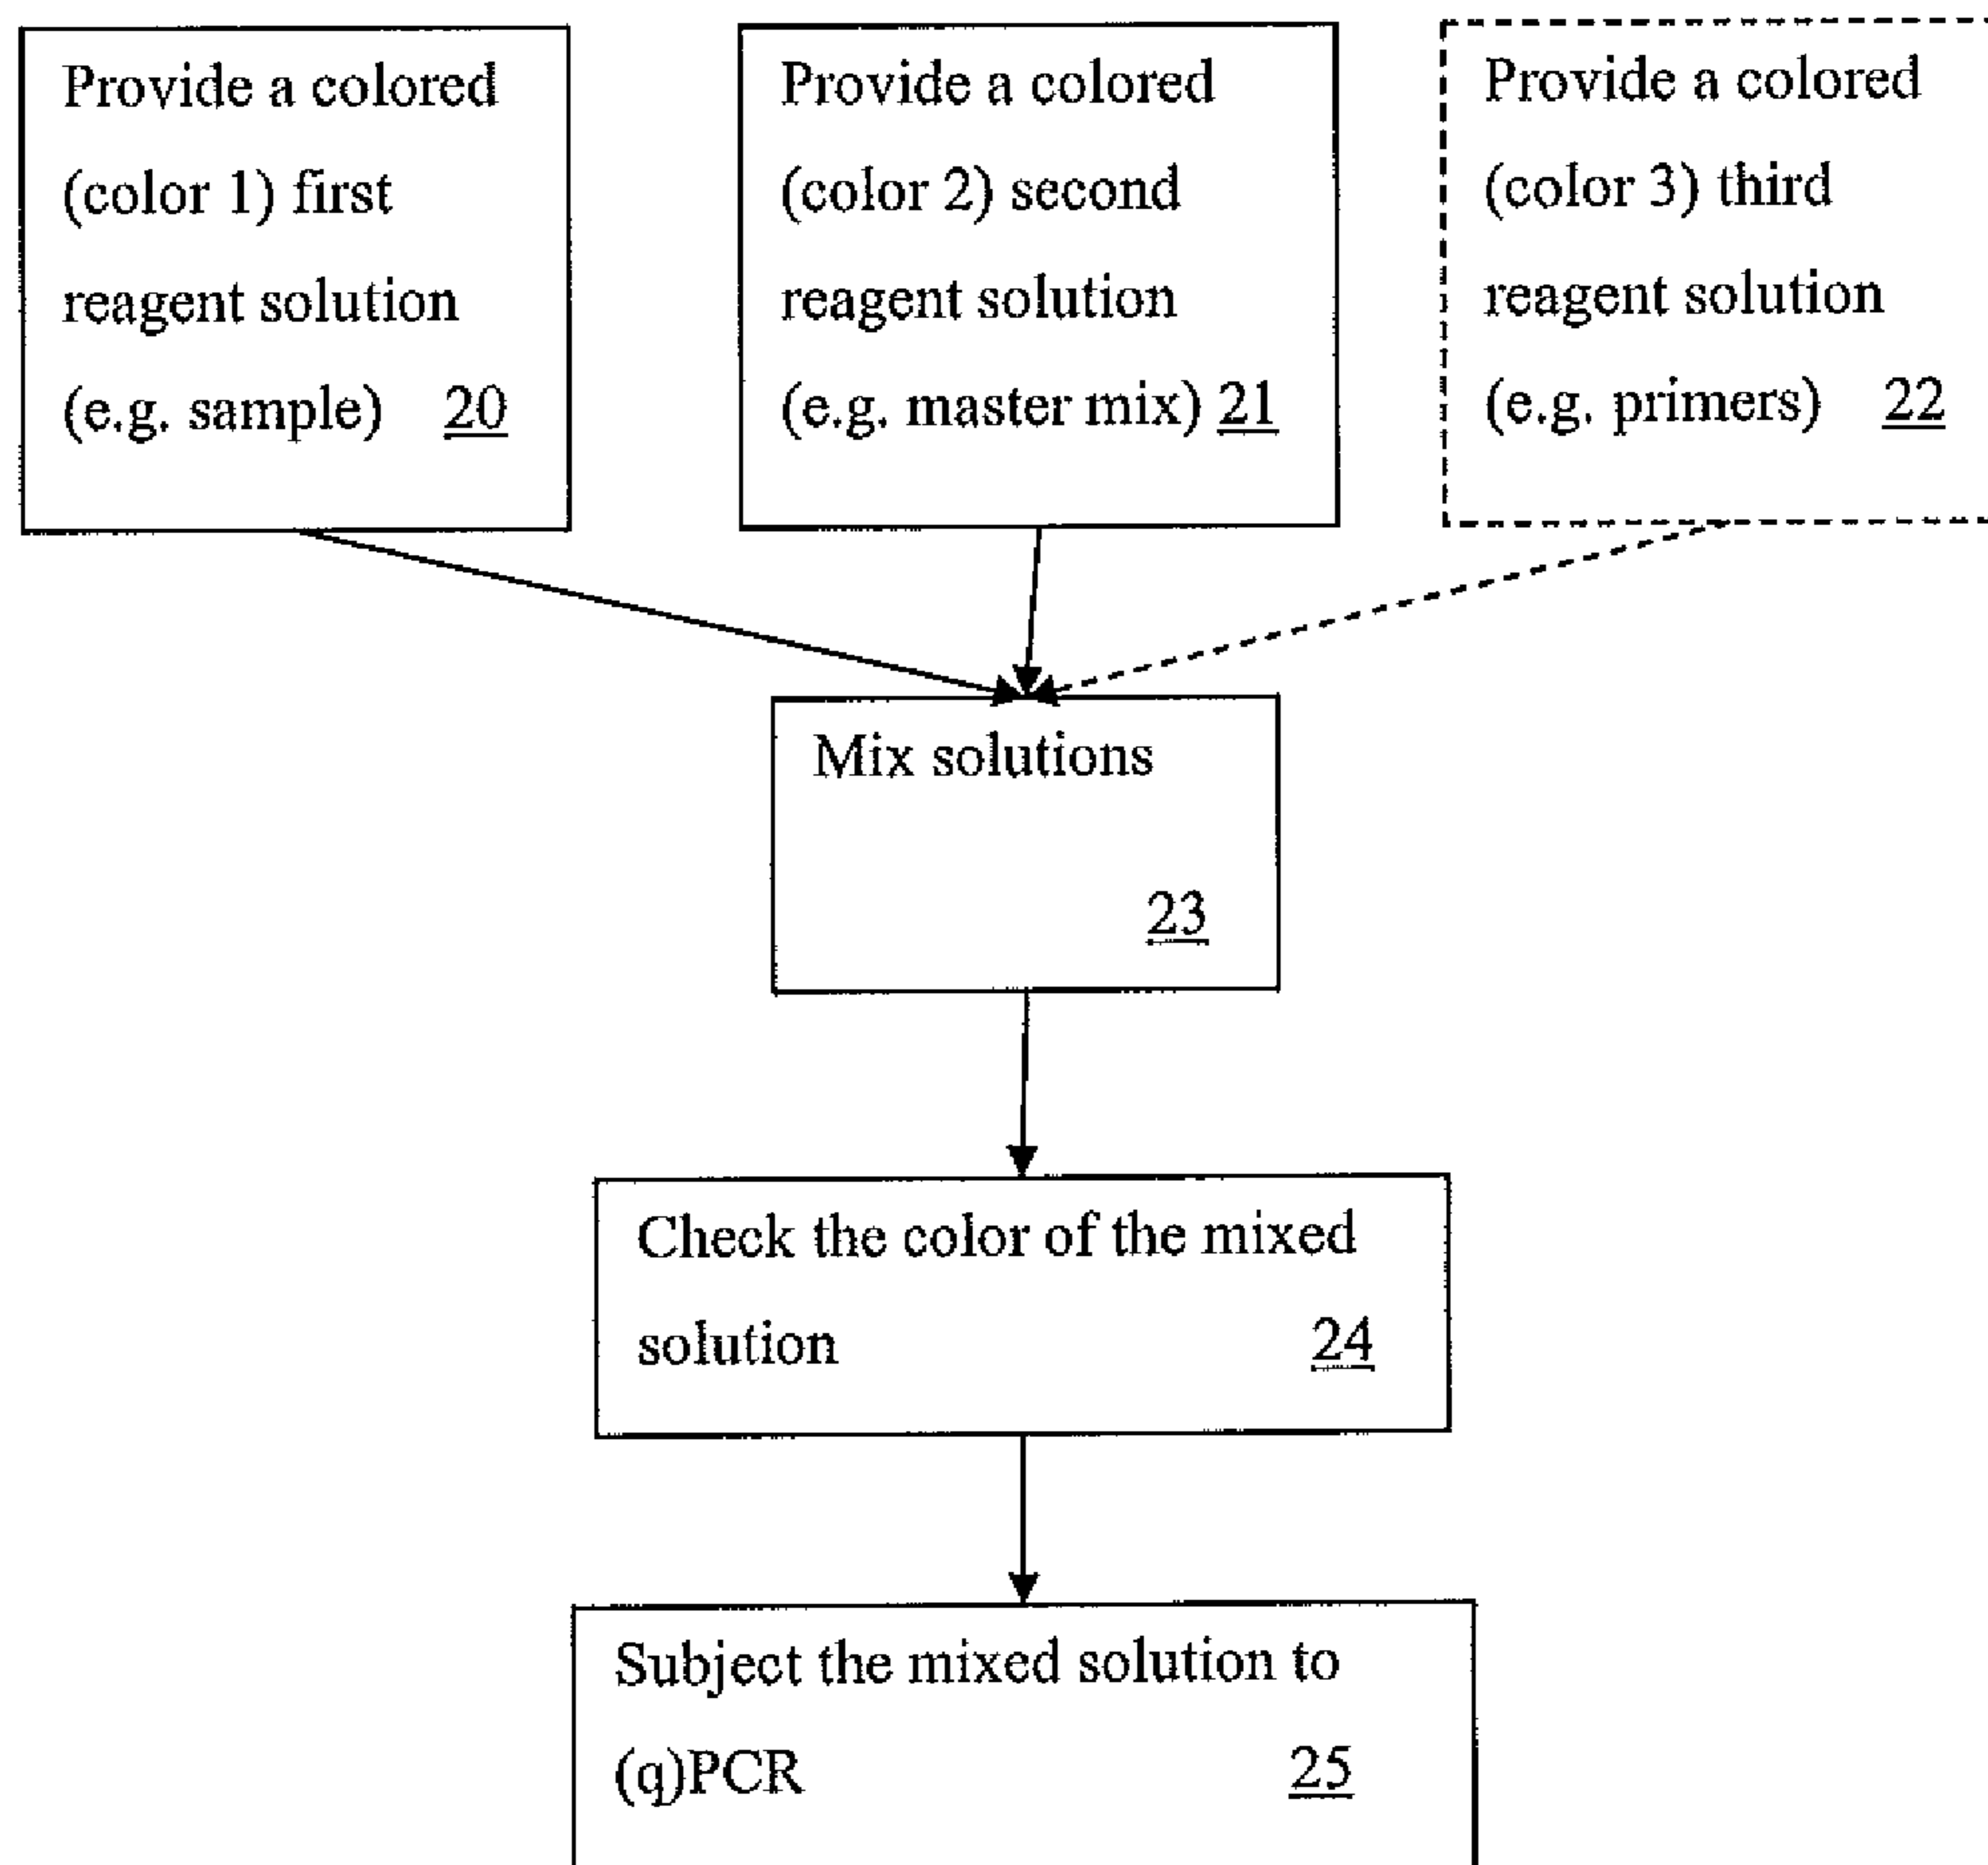 Provide a colored
(color 1) first
reagent solution
(e.g. sample) 20
Provide a colored
(color 2) second
reagent solution
(e.g. master mix) 21
Provide a colored
(color 3) third
reagent solution
(e.g. primers) 22
Mix solutions
23
Check the color of the mixed
solution 24
Subject the mixed solution to
(q)PCR 25